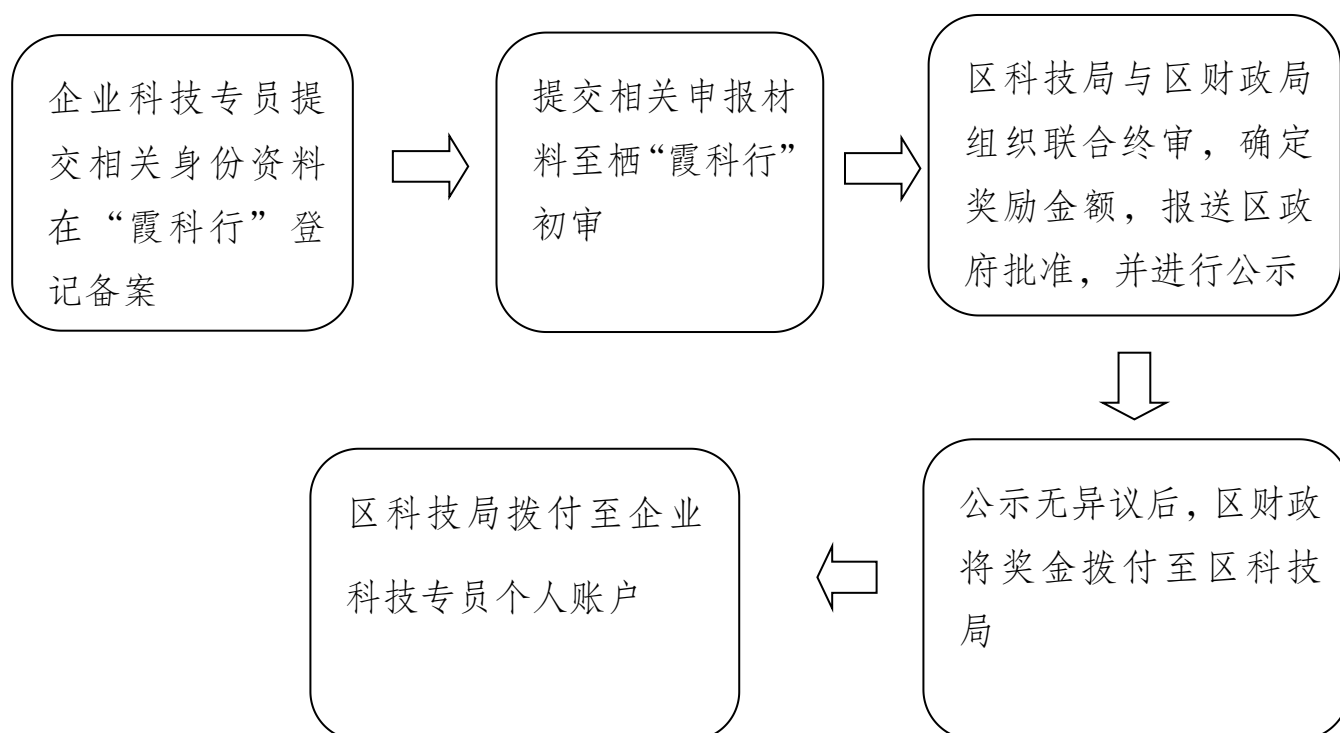 企业科技专员提
交相关身份资料
在“霞科行”登
记备案
提交相关申报材
料至栖“霞科行”
初审
区科技局与区财政局
组织联合终审，确定
奖励金额，报送区政
府批准，并进行公示
公示无异议后，区财政
将奖金拨付至区科技
局
区科技局拨付至企业
科技专员个人账户